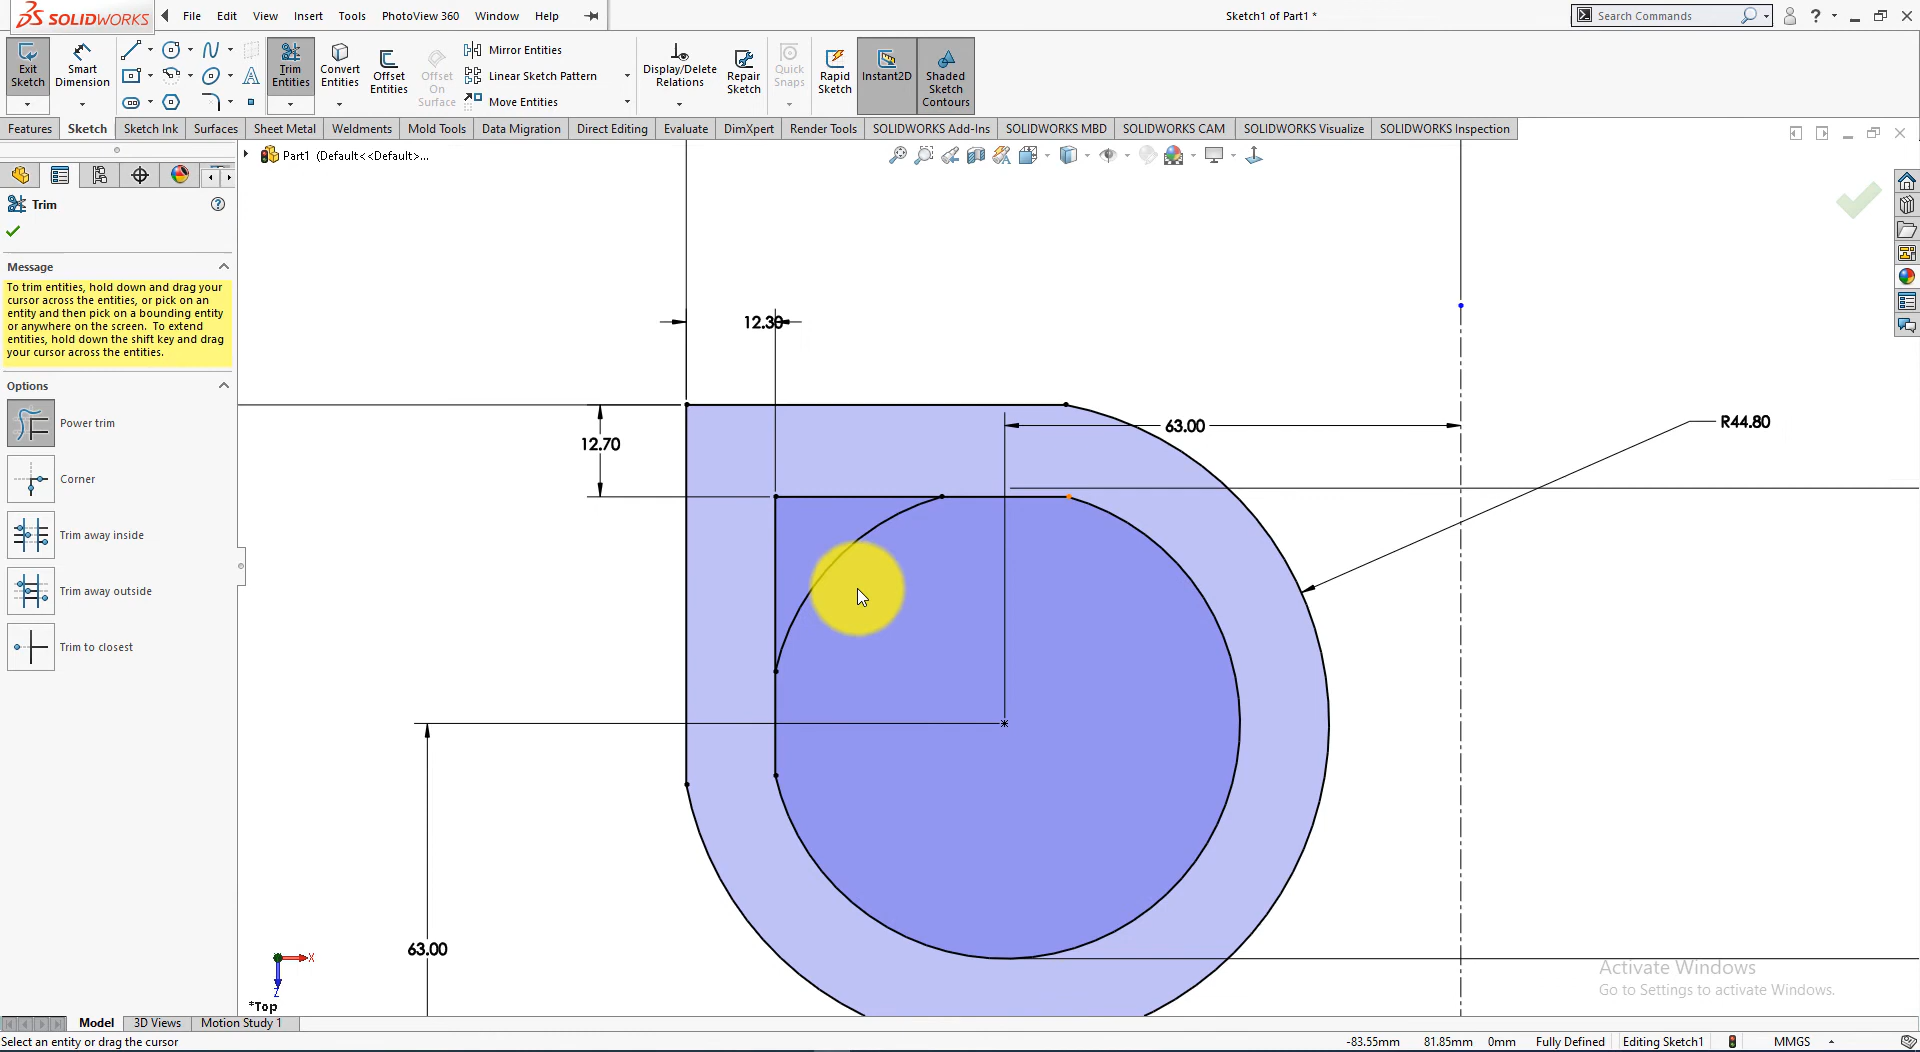 SOLIDWORKS File Edit View Insert Tools PhotoView 360 Window Help Sketch1 of Part1 * Search Commands ?
Exit Sketch Smart Dimension Trim Entities Convert Entities Offset Entities Offset On Surface Mirror Entities Linear Sketch Pattern Move Entities Display/Delete Relations Repair Sketch Quick Snaps Rapid Sketch Instant2D Shaded Sketch Contours
Features Sketch Sketch Ink Surfaces Sheet Metal Weldments Mold Tools Data Migration Direct Editing Evaluate DimXpert Render Tools SOLIDWORKS Add-Ins SOLIDWORKS MBD SOLIDWORKS CAM SOLIDWORKS Visualize SOLIDWORKS Inspection
Part1 (Default<<Default>...
Trim
Message
To trim entities, hold down and drag your
cursor across the entities, or pick on an
entity and then pick on a bounding entity
or anywhere on the screen. To extend
entities, hold down the shift key and drag
your cursor across the entities.
Options
Power trim
Corner
Trim away inside
Trim away outside
Trim to closest
12.30
12.70
63.00
R44.80
63.00
X
Z
*Top
Activate Windows
Go to Settings to activate Windows.
Model 3D Views Motion Study 1
Select an entity or drag the cursor -83.55mm 81.85mm 0mm Fully Defined Editing Sketch1 MMGS